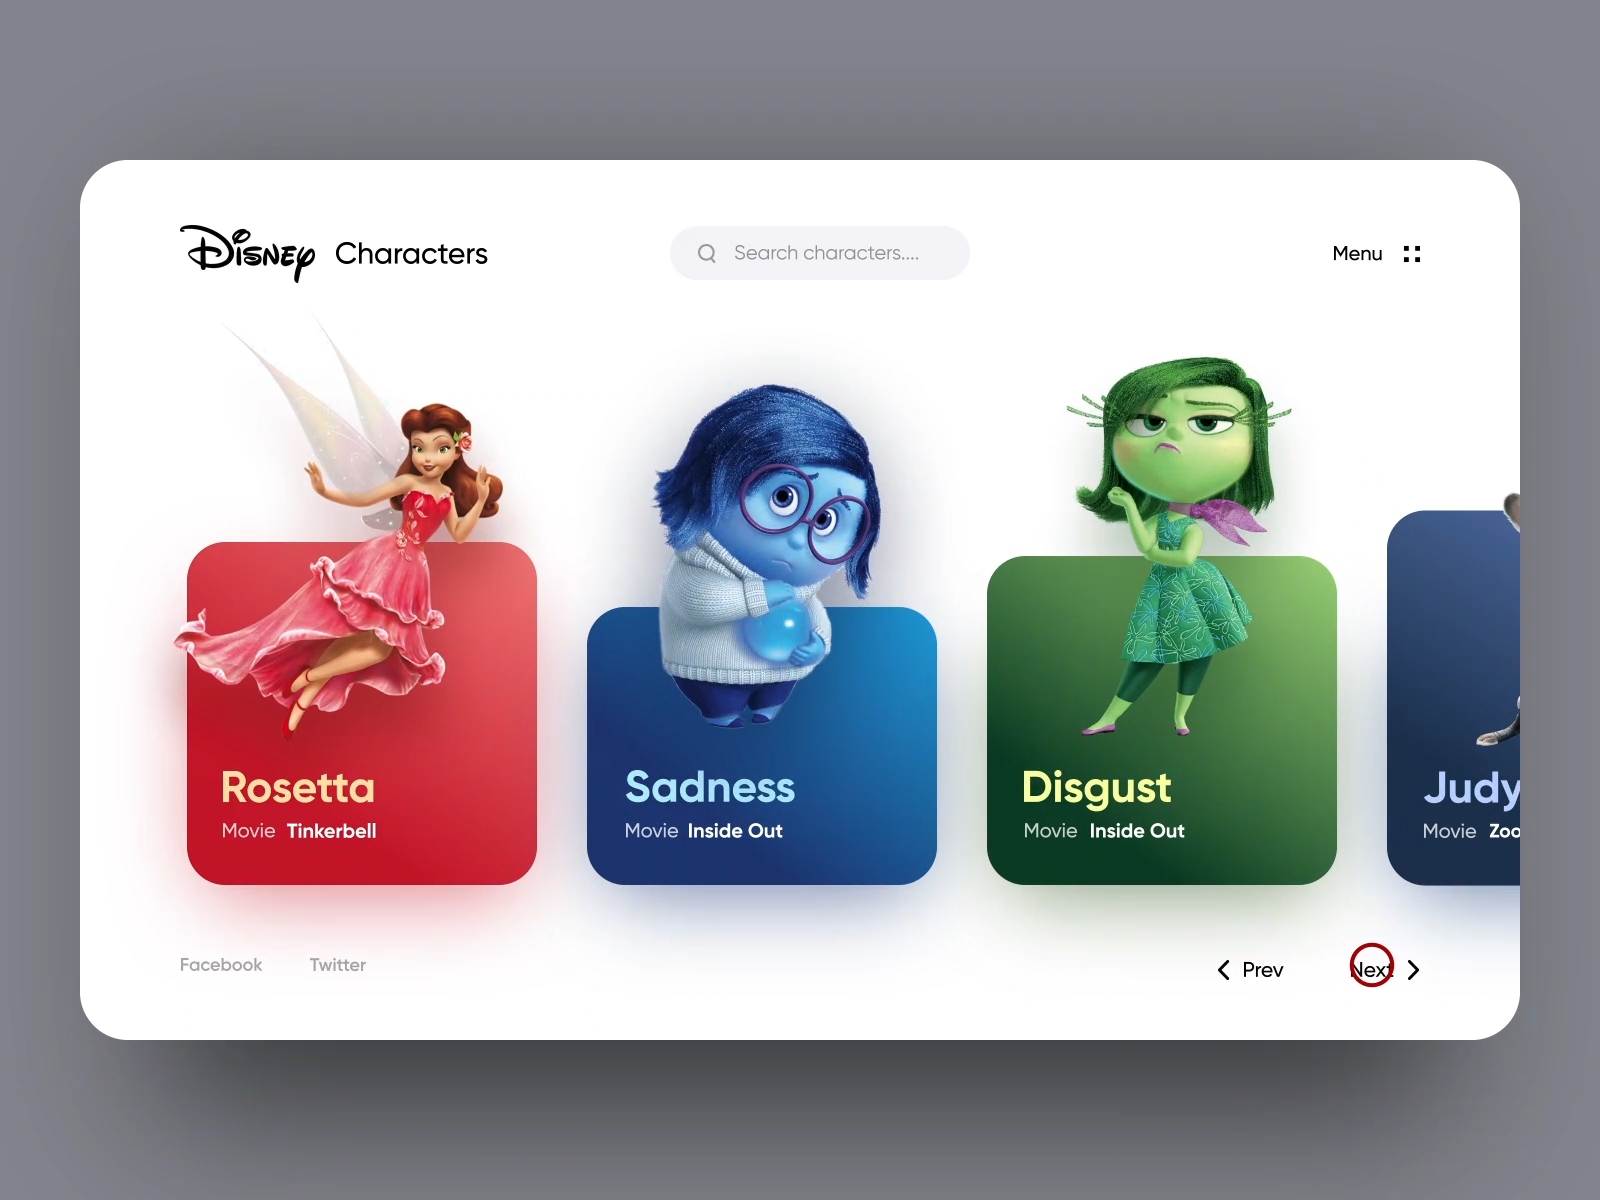 Disney Characters
Search characters....
Menu
Rosetta
Movie Tinkerbell
Sadness
Movie Inside Out
Disgust
Movie Inside Out
Judy
Movie Zoo
Facebook
Twitter
Prev
Next